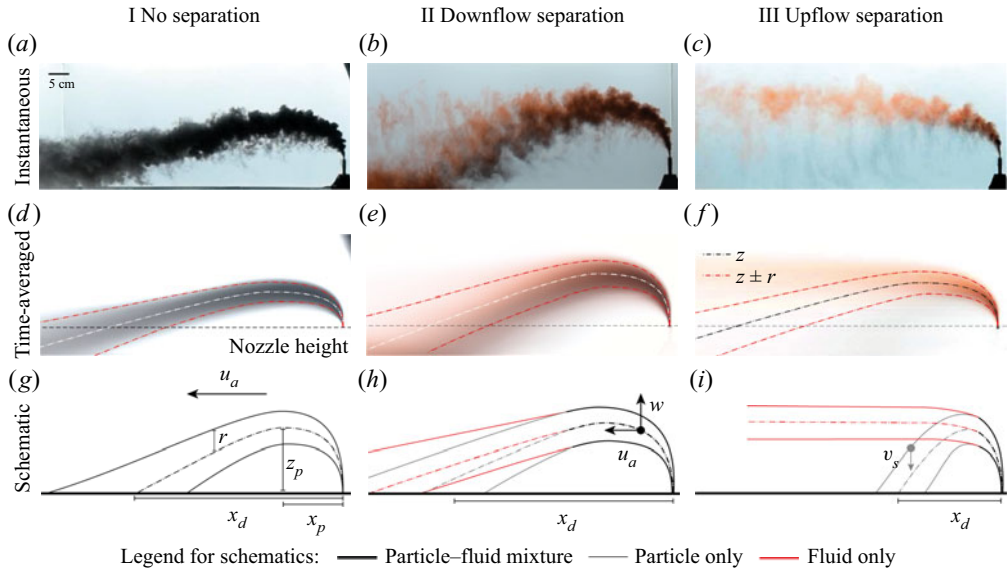 I No separation
II Downflow separation
III Upflow separation
(a)
(b)
(c)
Instantaneous
5 cm
(d)
(e)
(f)
Time-averaged
Nozzle height
z
z ± r
(g)
(h)
(i)
Schematic
u_a
r
z_p
x_d
x_p
w
u_a
x_d
v_s
x_d
Legend for schematics: Particle–fluid mixture Particle only Fluid only